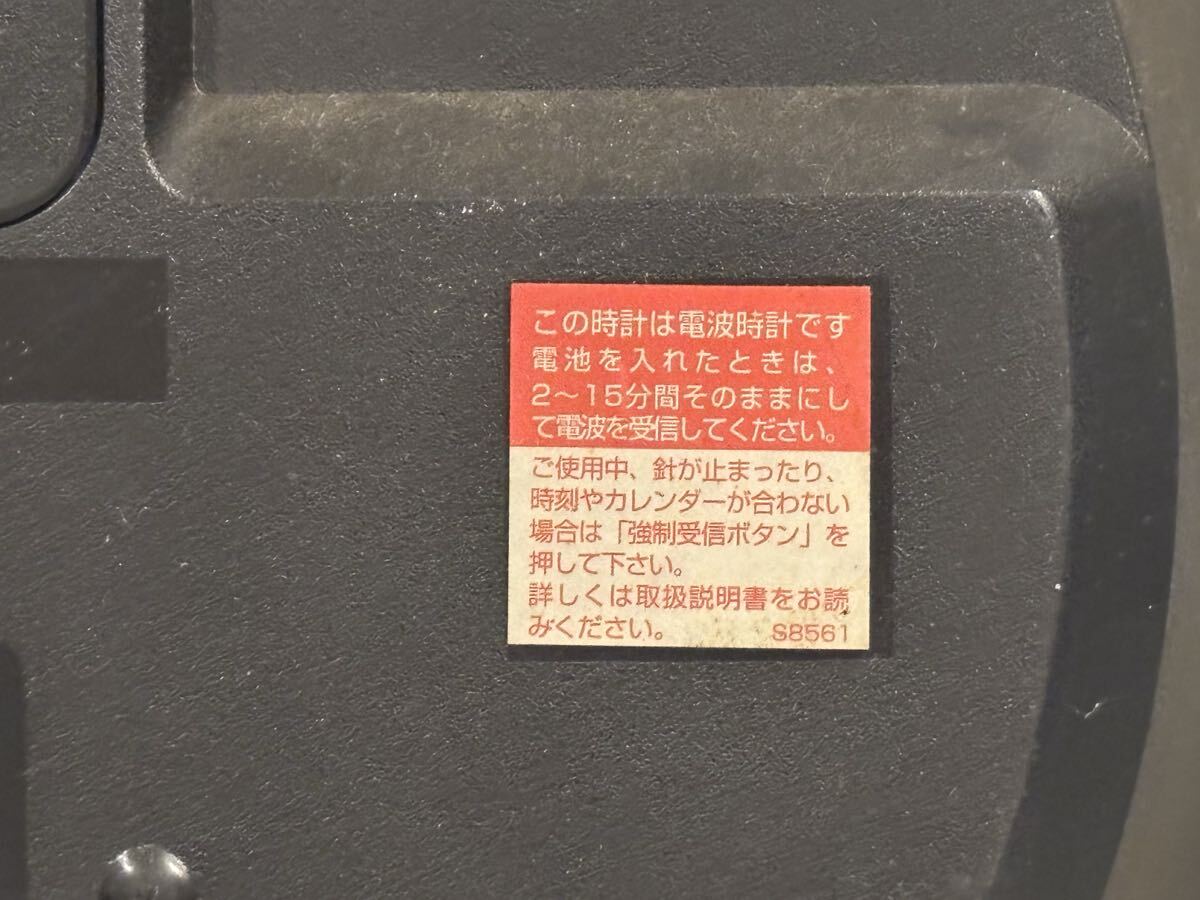 この時計は電波時計です
電池を入れたときは、
2～15分間そのままにし
て電波を受信してください。
ご使用中、針が止まったり、
時刻やカレンダーが合わない
場合は「強制受信ボタン」を
押して下さい。
詳しくは取扱説明書をお読
みください。 S8561